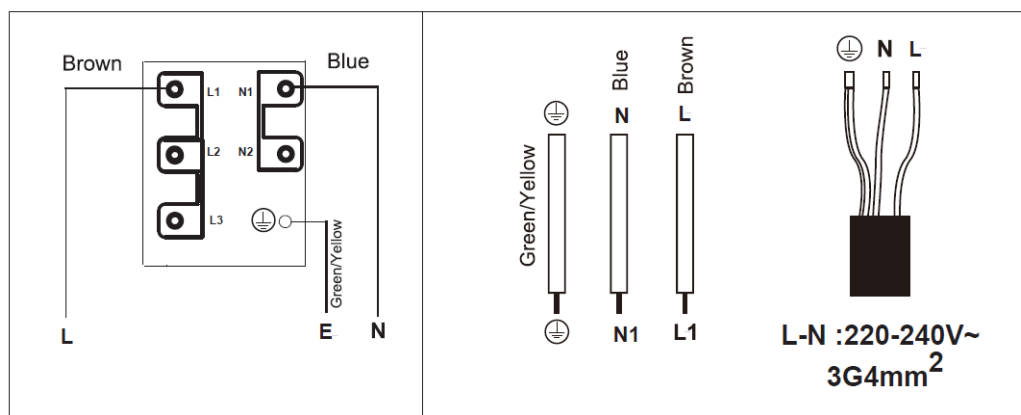 Brown
Blue
L1 N1
L2 N2
L3
Green/Yellow
L
E
N
Green/Yellow
Blue
Brown
N
L
N1
L1
N L
L-N :220-240V~
3G4mm²